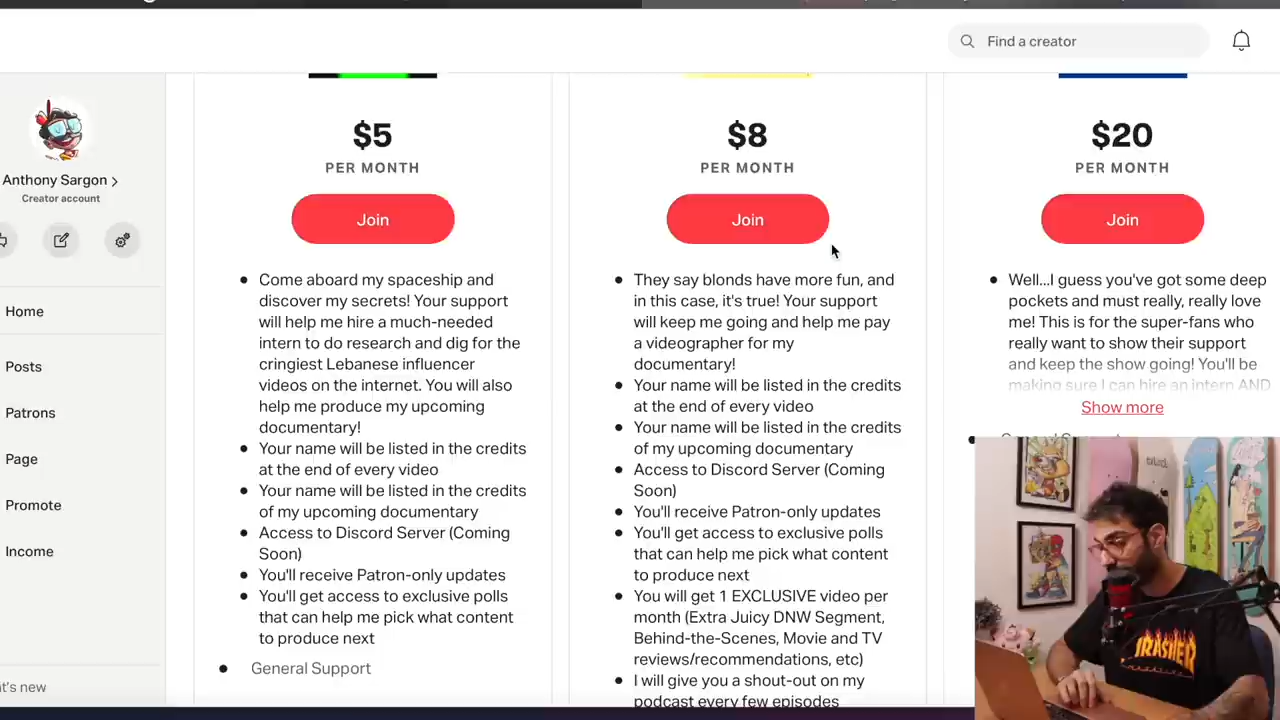 Find a creator
Anthony Sargon
Creator account
Home
Posts
Patrons
Page
Promote
Income
$5
PER MONTH
Join
Come aboard my spaceship and
discover my secrets! Your support
will help me hire a much-needed
intern to do research and dig for the
cringiest Lebanese influencer
videos on the internet. You will also
help me produce my upcoming
documentary!
Your name will be listed in the credits
at the end of every video
Your name will be listed in the credits
of my upcoming documentary
Access to Discord Server (Coming
Soon)
You'll receive Patron-only updates
You'll get access to exclusive polls
that can help me pick what content
to produce next
General Support
$8
PER MONTH
Join
They say blonds have more fun, and
in this case, it's true! Your support
will keep me going and help me pay
a videographer for my
documentary!
Your name will be listed in the credits
at the end of every video
Your name will be listed in the credits
of my upcoming documentary
Access to Discord Server (Coming
Soon)
You'll receive Patron-only updates
You'll get access to exclusive polls
that can help me pick what content
to produce next
You will get 1 EXCLUSIVE video per
month (Extra Juicy DNW Segment,
Behind-the-Scenes, Movie and TV
reviews/recommendations, etc)
I will give you a shout-out on my
podcast every few episodes
$20
PER MONTH
Join
Well...I guess you've got some deep
pockets and must really, really love
me! This is for the super-fans who
really want to show their support
and keep the show going! You'll be
making sure I can hire an intern AND
Show more
THRASHER